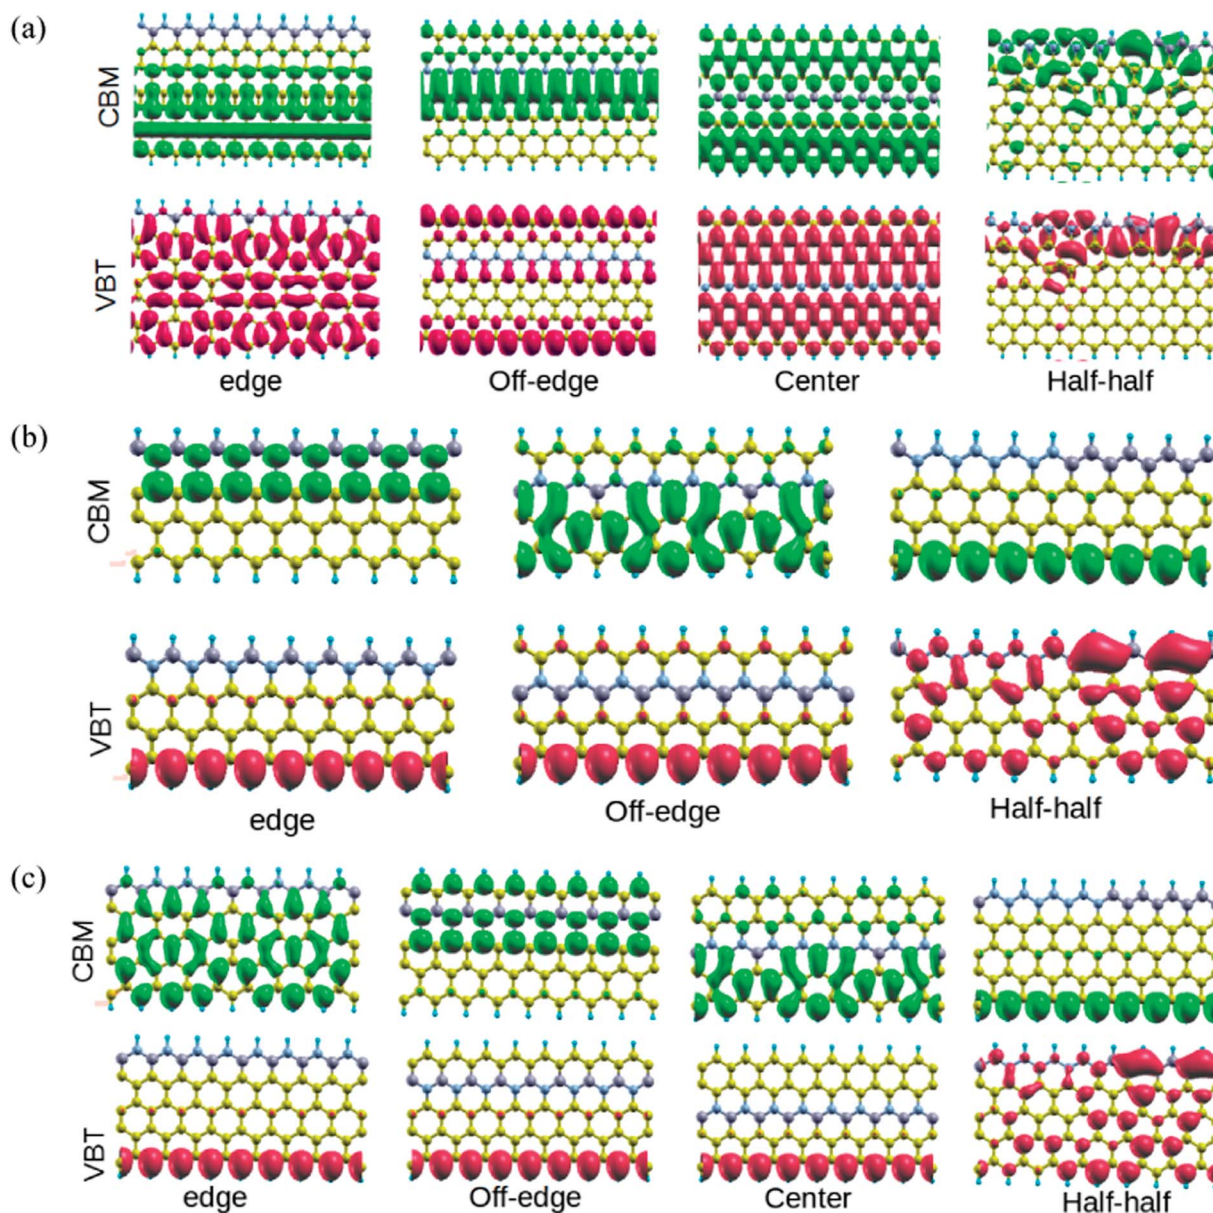 (a)
CBM
VBT
edge
Off-edge
Center
Half-half
(b)
CBM
VBT
edge
Off-edge
Half-half
(c)
CBM
VBT
edge
Off-edge
Center
Half-half